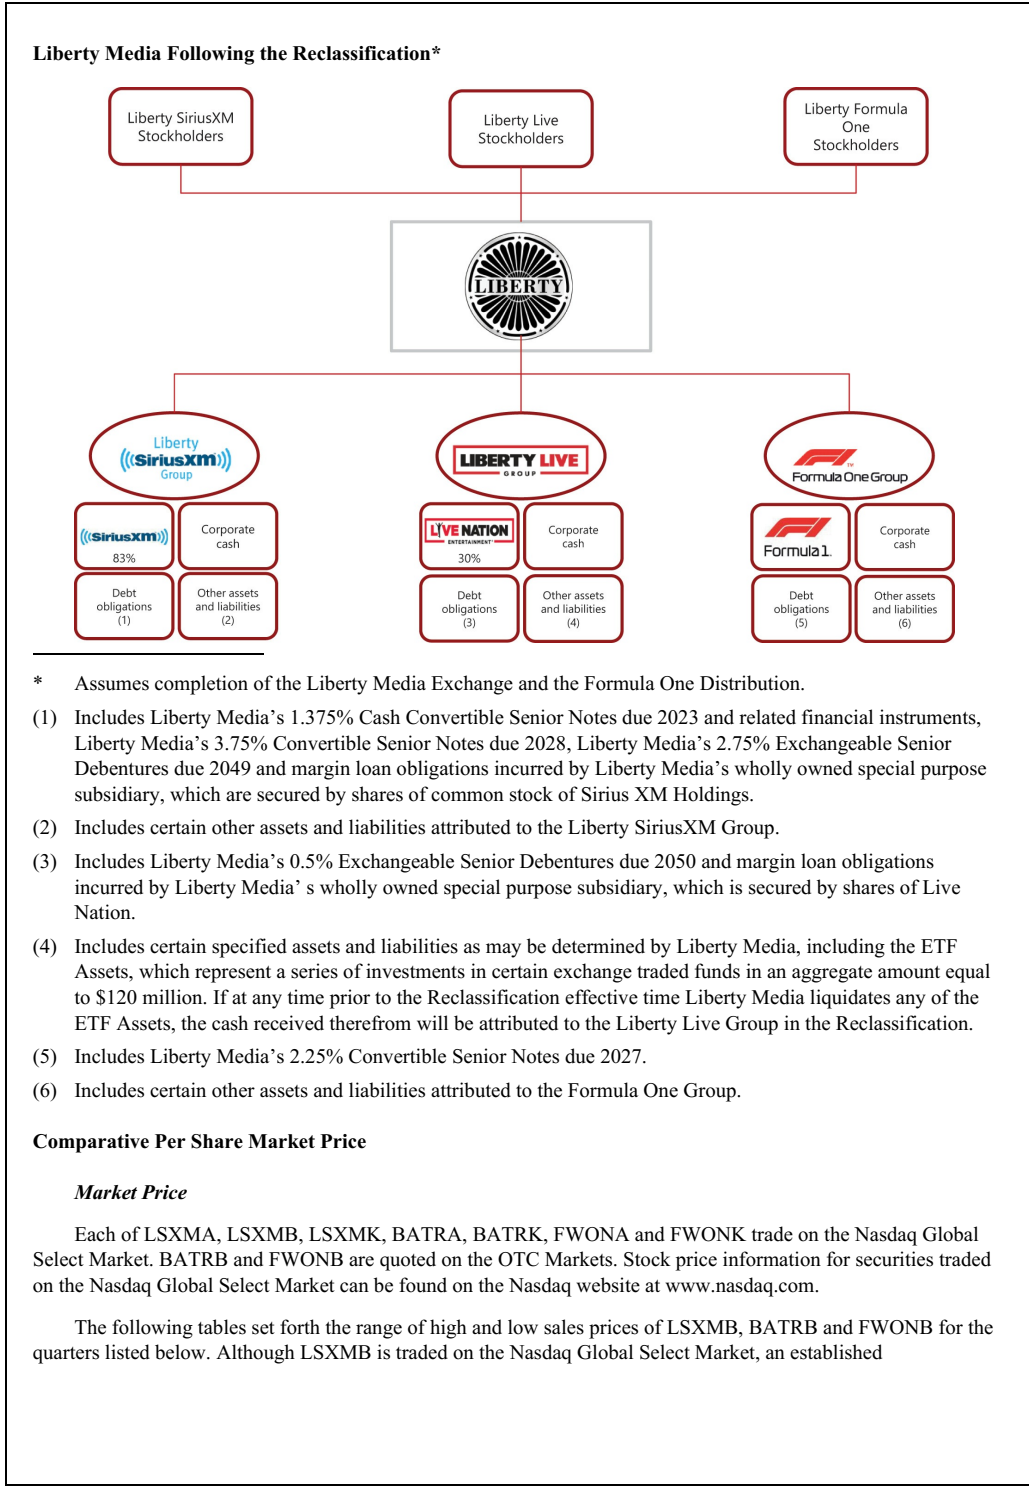 Liberty Media Following the Reclassification*
Liberty SiriusXM
Stockholders
Liberty Live
Stockholders
Liberty Formula
One
Stockholders
LIBERTY
Liberty
((SiriusXM))
Group
LIBERTY LIVE
GROUP
F1
TM
Formula One Group
((SiriusXM))
83%
Corporate
cash
LIVE NATION
ENTERTAINMENT
30%
Corporate
cash
F1
Formula 1.
Corporate
cash
Debt
obligations
(1)
Other assets
and liabilities
(2)
Debt
obligations
(3)
Other assets
and liabilities
(4)
Debt
obligations
(5)
Other assets
and liabilities
(6)
* Assumes completion of the Liberty Media Exchange and the Formula One Distribution.
(1) Includes Liberty Media’s 1.375% Cash Convertible Senior Notes due 2023 and related financial instruments,
Liberty Media’s 3.75% Convertible Senior Notes due 2028, Liberty Media’s 2.75% Exchangeable Senior
Debentures due 2049 and margin loan obligations incurred by Liberty Media’s wholly owned special purpose
subsidiary, which are secured by shares of common stock of Sirius XM Holdings.
(2) Includes certain other assets and liabilities attributed to the Liberty SiriusXM Group.
(3) Includes Liberty Media’s 0.5% Exchangeable Senior Debentures due 2050 and margin loan obligations
incurred by Liberty Media’ s wholly owned special purpose subsidiary, which is secured by shares of Live
Nation.
(4) Includes certain specified assets and liabilities as may be determined by Liberty Media, including the ETF
Assets, which represent a series of investments in certain exchange traded funds in an aggregate amount equal
to $120 million. If at any time prior to the Reclassification effective time Liberty Media liquidates any of the
ETF Assets, the cash received therefrom will be attributed to the Liberty Live Group in the Reclassification.
(5) Includes Liberty Media’s 2.25% Convertible Senior Notes due 2027.
(6) Includes certain other assets and liabilities attributed to the Formula One Group.
Comparative Per Share Market Price
Market Price
Each of LSXMA, LSXMB, LSXMK, BATRA, BATRK, FWONA and FWONK trade on the Nasdaq Global
Select Market. BATRB and FWONB are quoted on the OTC Markets. Stock price information for securities traded
on the Nasdaq Global Select Market can be found on the Nasdaq website at www.nasdaq.com.
The following tables set forth the range of high and low sales prices of LSXMB, BATRB and FWONB for the
quarters listed below. Although LSXMB is traded on the Nasdaq Global Select Market, an established